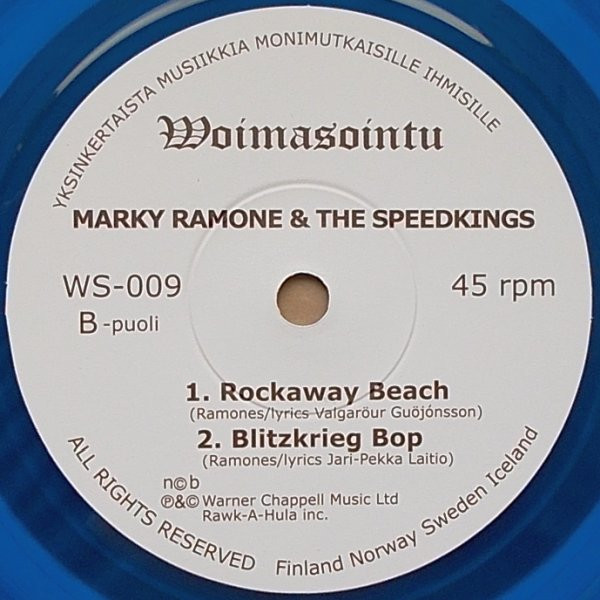 YKSINKERTAISTA MUSIIKKIA MONIMUTKAISILLE IHMISILLE
Woimasointu
MARKY RAMONE & THE SPEEDKINGS
WS-009
45 rpm
B-puoli
1. Rockaway Beach
(Ramones/lyrics Valgaröur Guöjónsson)
2. Blitzkrieg Bop
(Ramones/lyrics Jari-Pekka Laitio)
n©b
℗&© Warner Chappell Music Ltd
Rawk-A-Hula inc.
ALL RIGHTS RESERVED
Finland Norway Sweden Iceland